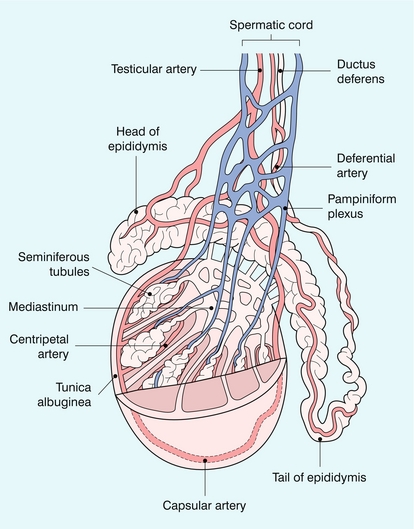 Spermatic cord
Testicular artery
Ductus
deferens
Head of
epididymis
Deferential
artery
Pampiniform
plexus
Seminiferous
tubules
Mediastinum
Centripetal
artery
Tunica
albuginea
Tail of epididymis
Capsular artery